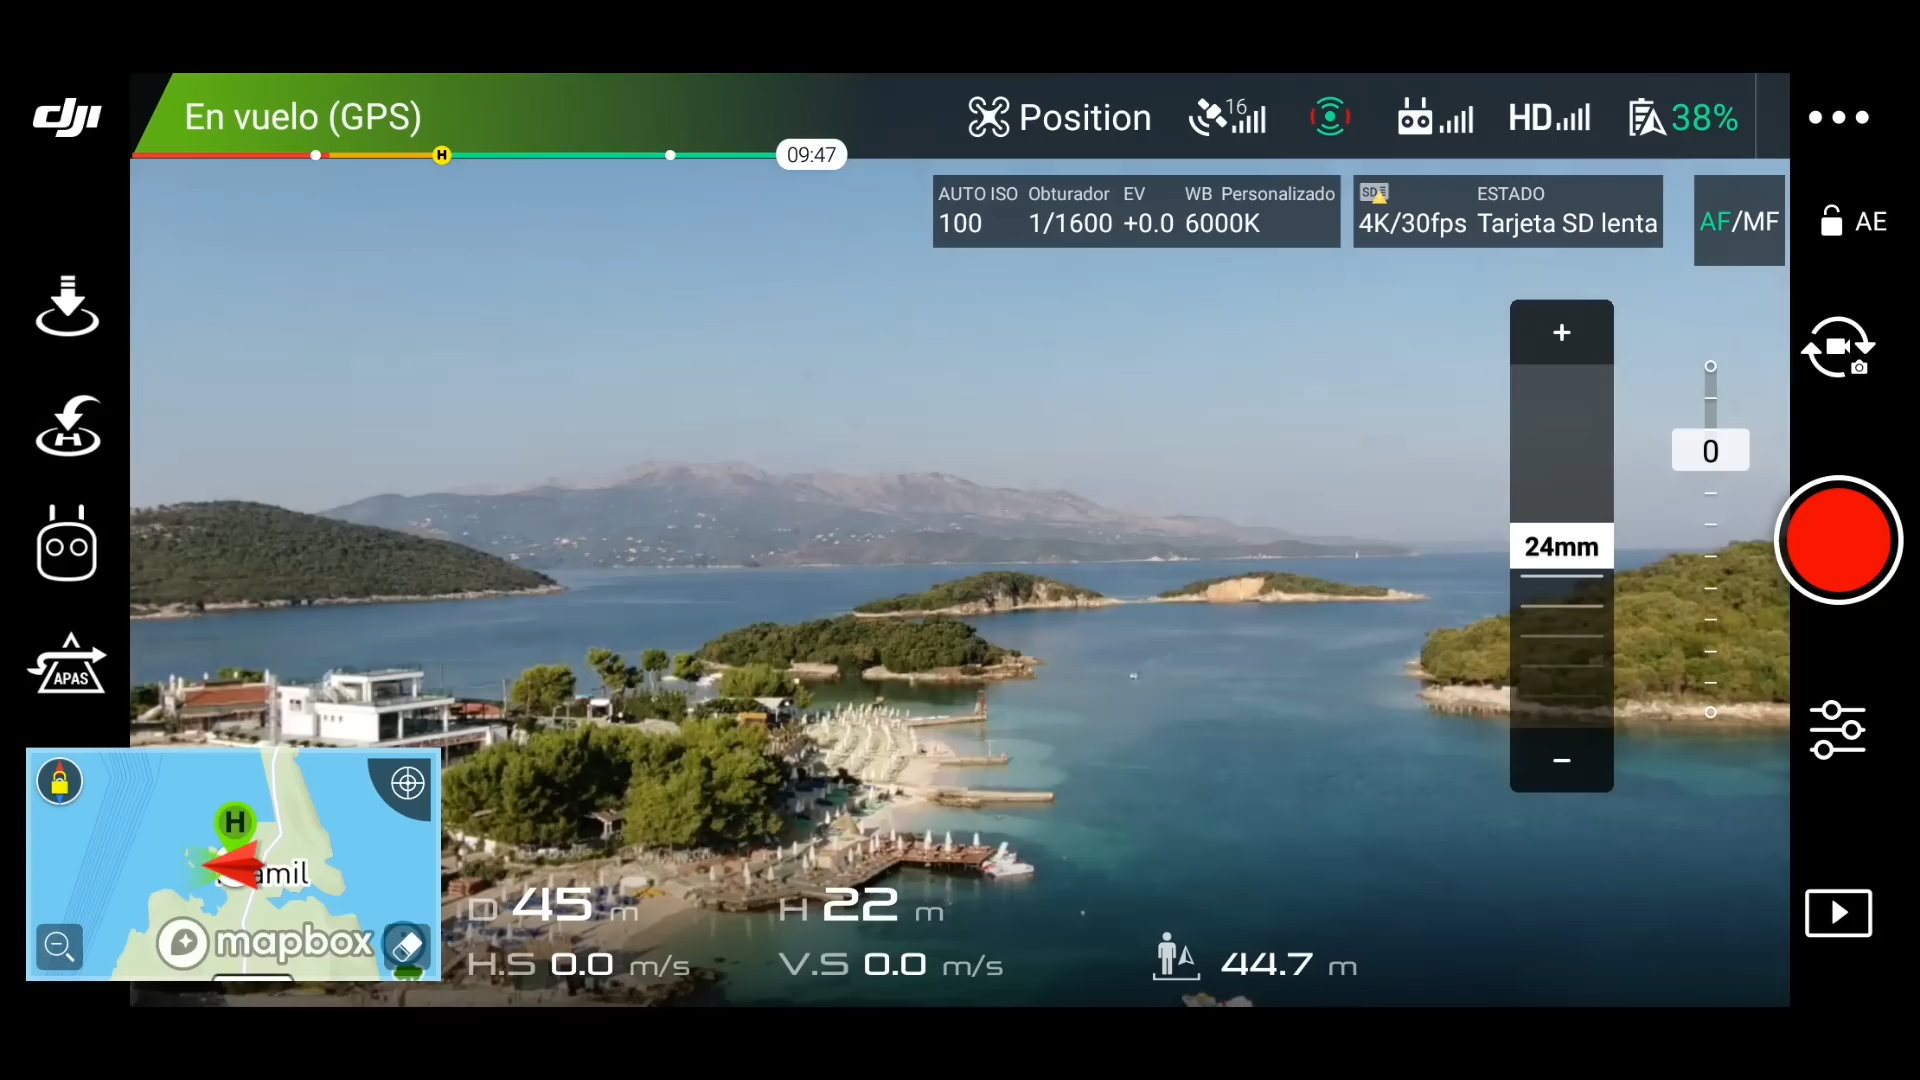 dji
En vuelo (GPS)
Position
16
HD
38%
09:47
AUTO ISO Obturador EV WB Personalizado
100 1/1600 +0.0 6000K
SD ESTADO
4K/30fps Tarjeta SD lenta
AF/MF
AE
+
0
24mm
−
APAS
H
H
H
mapbox
D 45 m
H 22 m
H.S 0.0 m/s
V.S 0.0 m/s
44.7 m